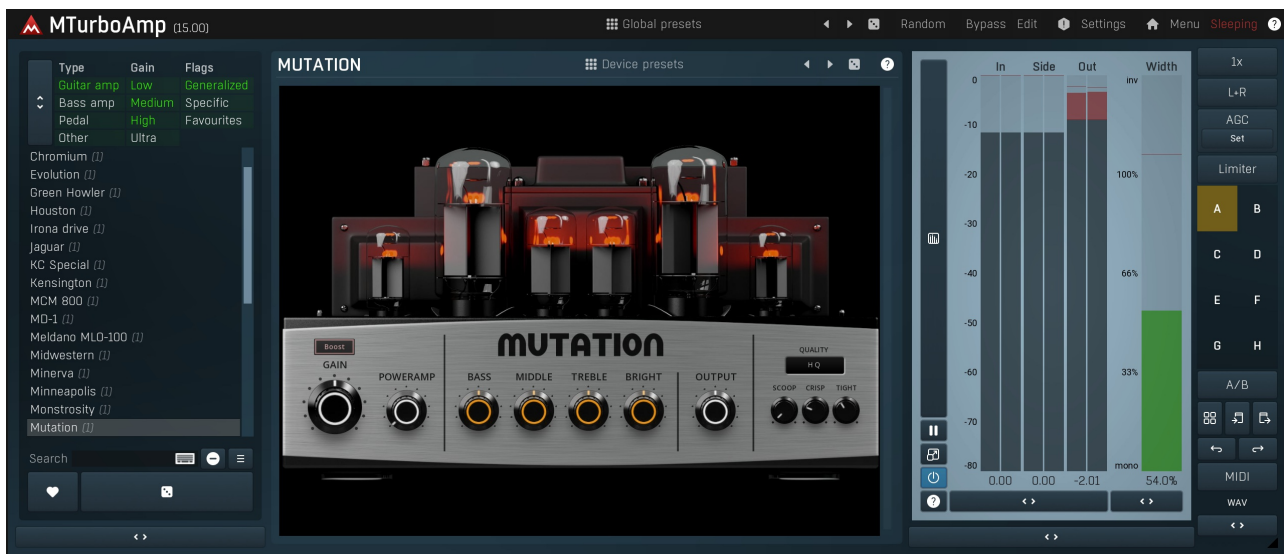 MTurboAmp (15.00)
Global presets
Random
Bypass
Edit
Settings
Menu
Sleeping
?
Type Gain Flags
Guitar amp Low Generalized
Bass amp Medium Specific
Pedal High Favourites
Other Ultra
Chromium (1)
Evolution (1)
Green Howler (1)
Houston (1)
Irona drive (1)
Jaguar (1)
KC Special (1)
Kensington (1)
MCM 800 (1)
MD-1 (1)
Meldano MLO-100 (1)
Midwestern (1)
Minerva (1)
Minneapolis (1)
Monstrosity (1)
Mutation (1)
Search
MUTATION
Device presets
?
Boost
GAIN
POWERAMP
MUTATION
BASS MIDDLE TREBLE BRIGHT
OUTPUT
QUALITY
HQ
SCOOP CRISP TIGHT
In Side Out Width
0
-10
-20
-30
-40
-50
-60
-70
-80
inv
100%
66%
33%
mono
0.00 0.00 -2.01 54.0%
?
1x
L+R
AGC
Set
Limiter
A B
C D
E F
G H
A/B
MIDI
WAV